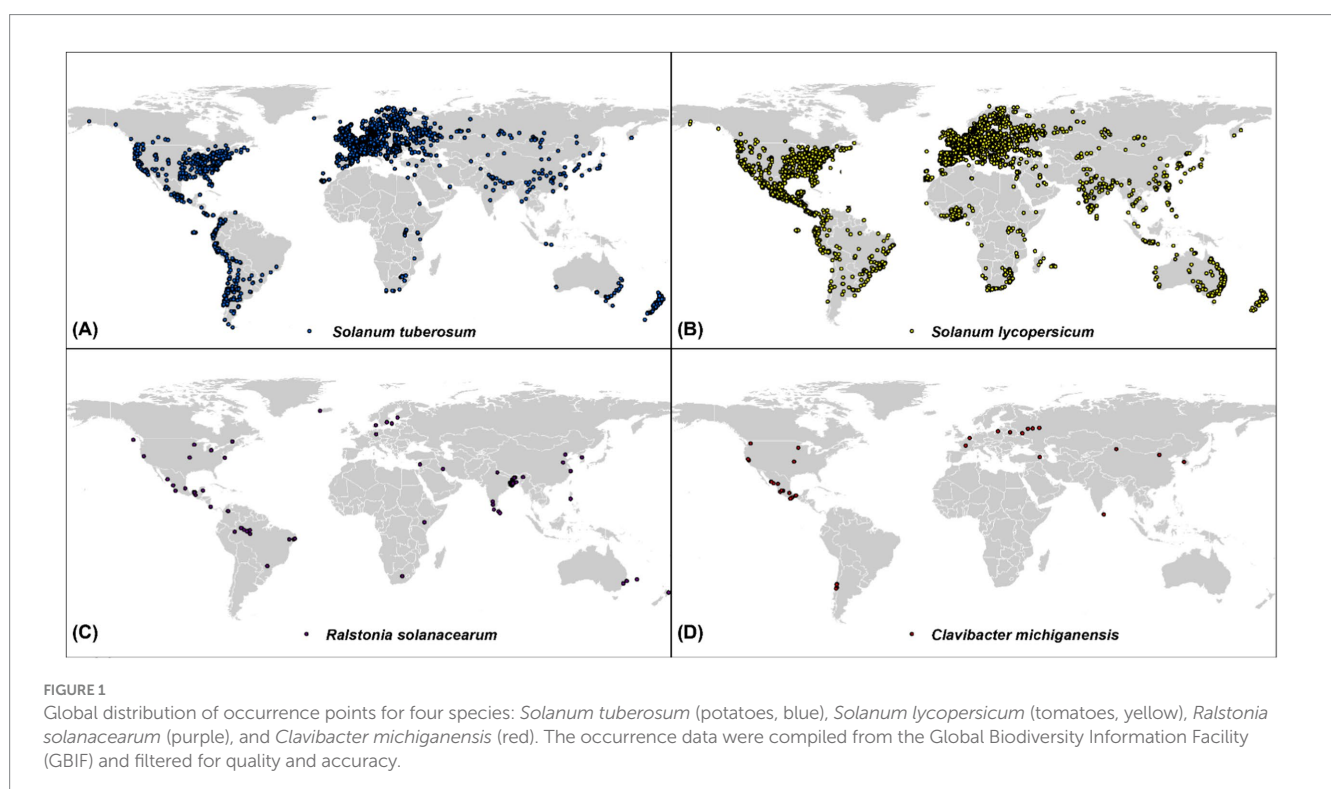 (A)
Solanum tuberosum
(B)
Solanum lycopersicum
(C)
Ralstonia solanacearum
(D)
Clavibacter michiganensis
FIGURE 1
Global distribution of occurrence points for four species: Solanum tuberosum (potatoes, blue), Solanum lycopersicum (tomatoes, yellow), Ralstonia
solanacearum (purple), and Clavibacter michiganensis (red). The occurrence data were compiled from the Global Biodiversity Information Facility
(GBIF) and filtered for quality and accuracy.